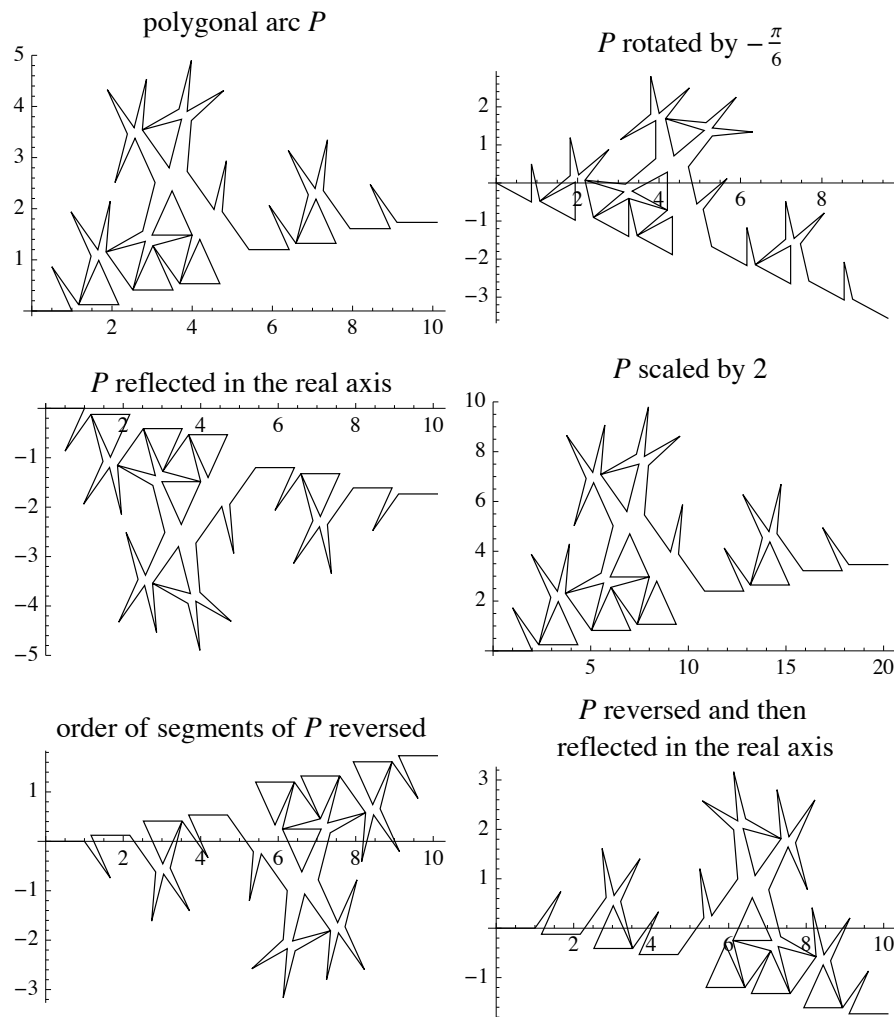 polygonal arc P
5
4
3
2
1
2 4 6 8 10
P rotated by − π/6
2
1
−1
−2
−3
2 4 6 8
P reflected in the real axis
2 4 6 8 10
−1
−2
−3
−4
−5
P scaled by 2
10
8
6
4
2
5 10 15 20
order of segments of P reversed
1
−1
−2
−3
2 4 6 8 10
P reversed and then
reflected in the real axis
3
2
1
−1
2 4 6 8 10